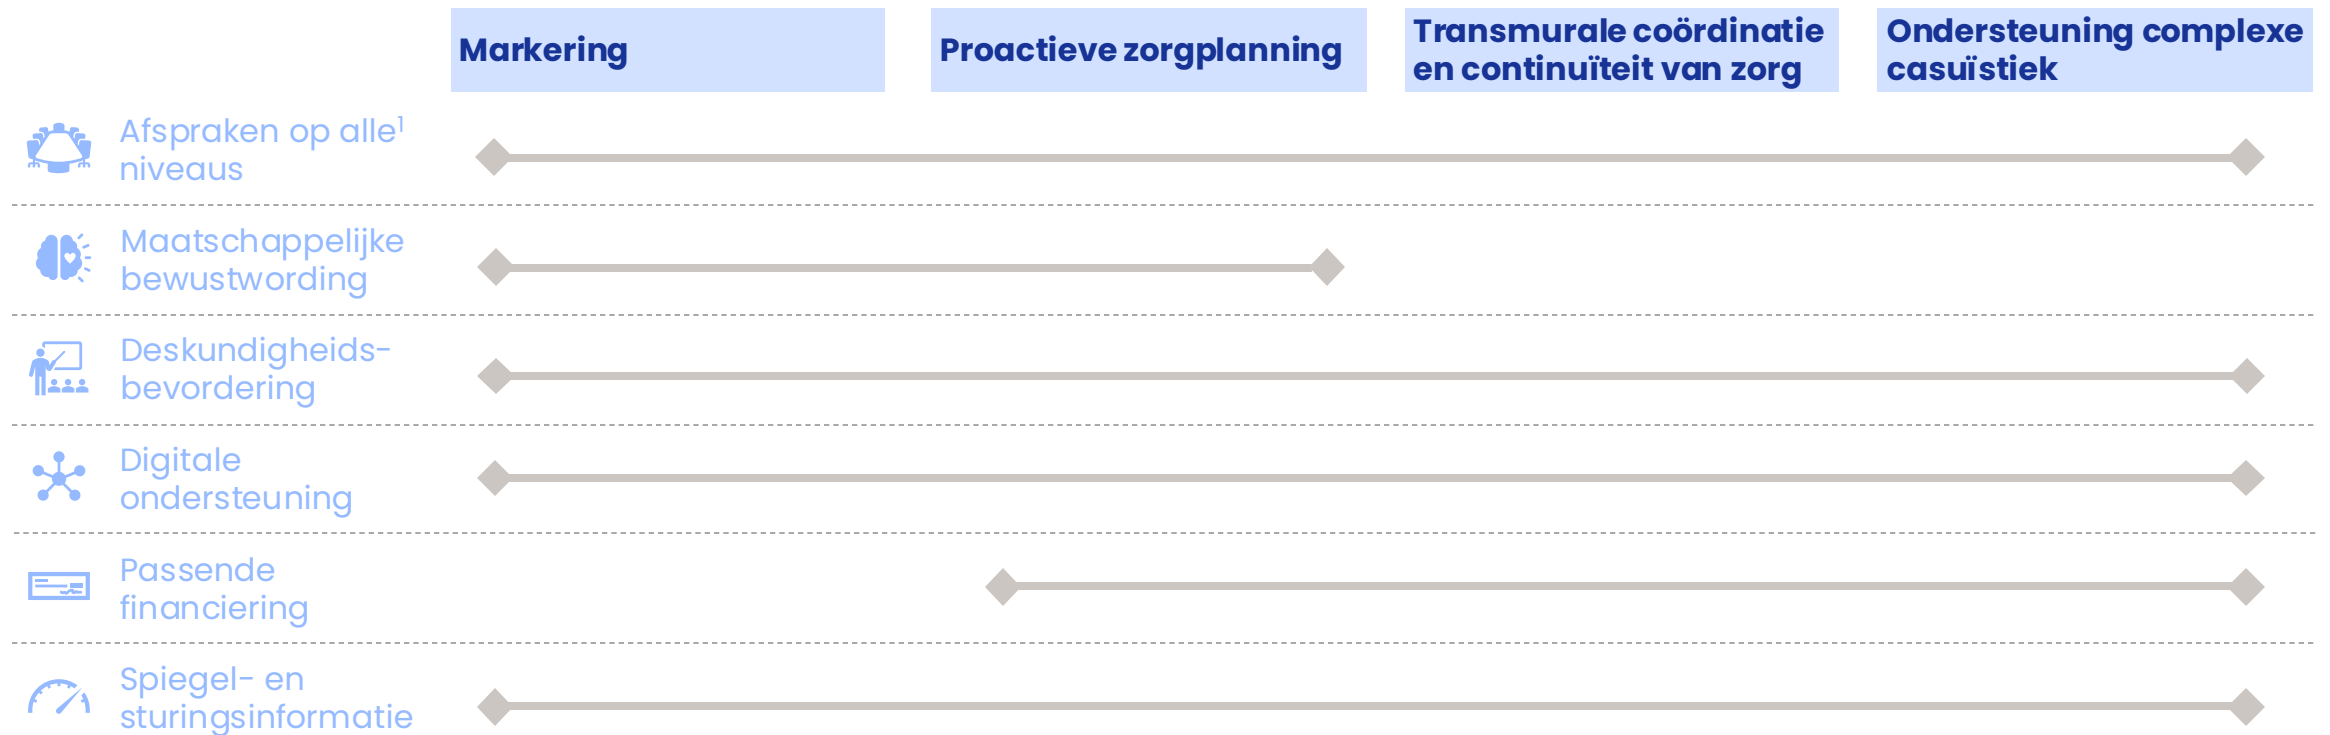 Markering
Proactieve zorgplanning
Transmurale coördinatie
en continuïteit van zorg
Ondersteuning complexe
casuïstiek
Afspraken op alle¹
niveaus
Maatschappelijke
bewustwording
Deskundigheids-
bevordering
Digitale
ondersteuning
Passende
financiering
Spiegel- en
sturingsinformatie